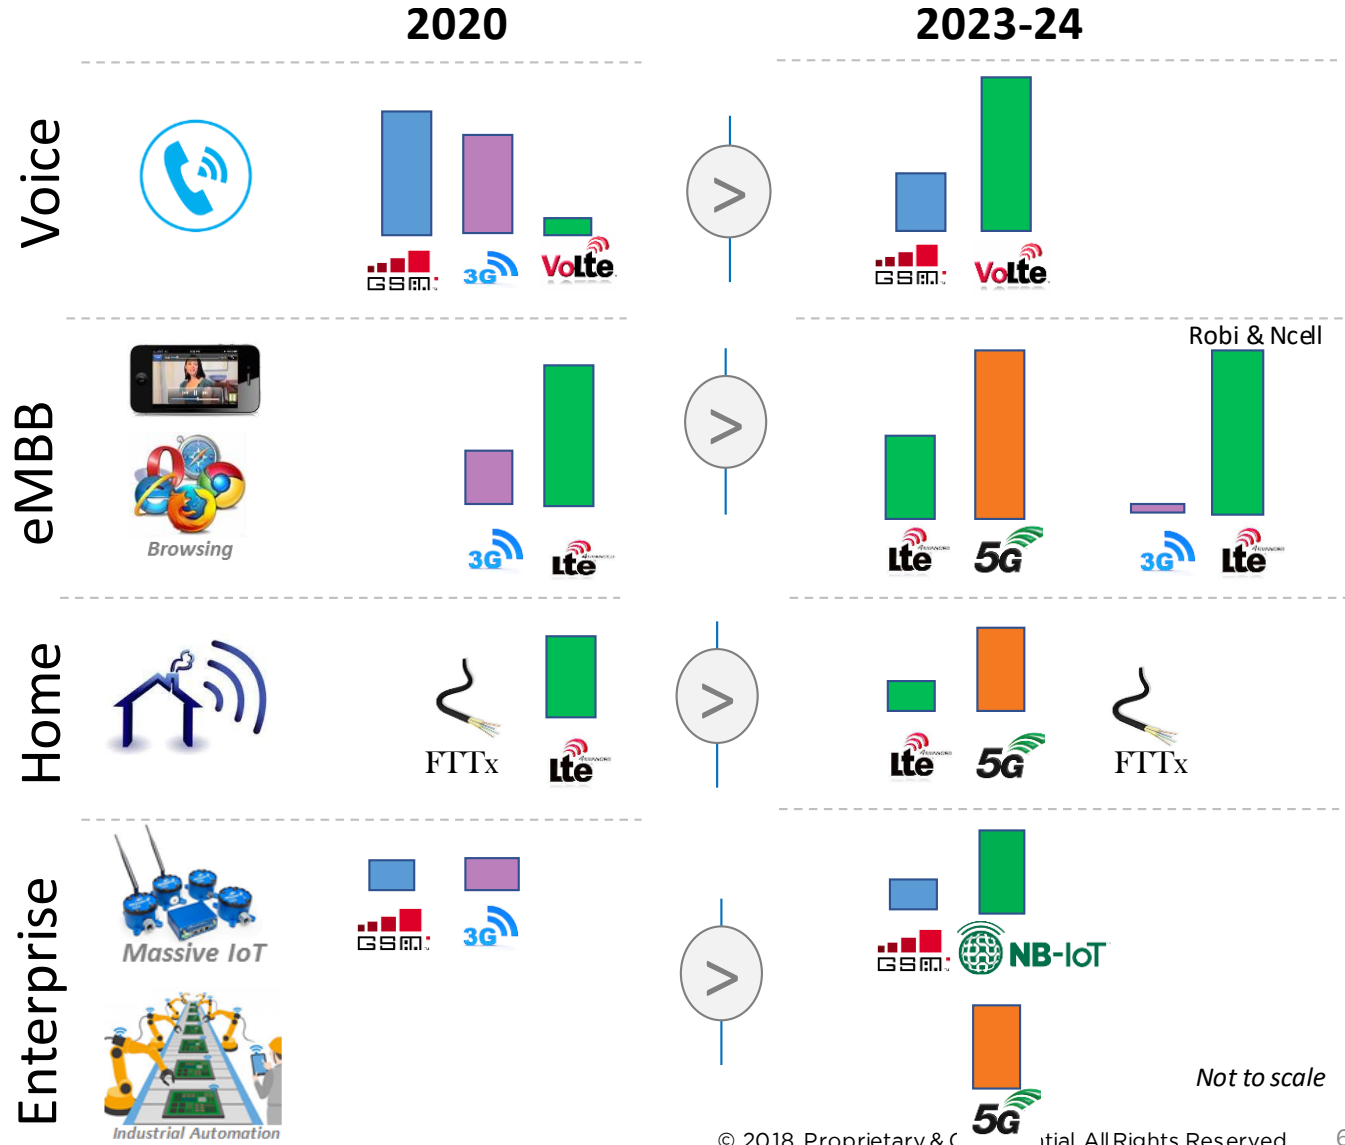 2020
2023-24
Voice
GSM
3G
VoLte
GSM
VoLte
eMBB
Browsing
3G
Lte
Robi & Ncell
Lte
5G
3G
Lte
Home
FTTx
Lte
Lte
5G
FTTx
Enterprise
Massive IoT
GSM
3G
GSM
NB-IoT
Industrial Automation
5G
Not to scale
© 2018 Proprietary & All Rights Reserved